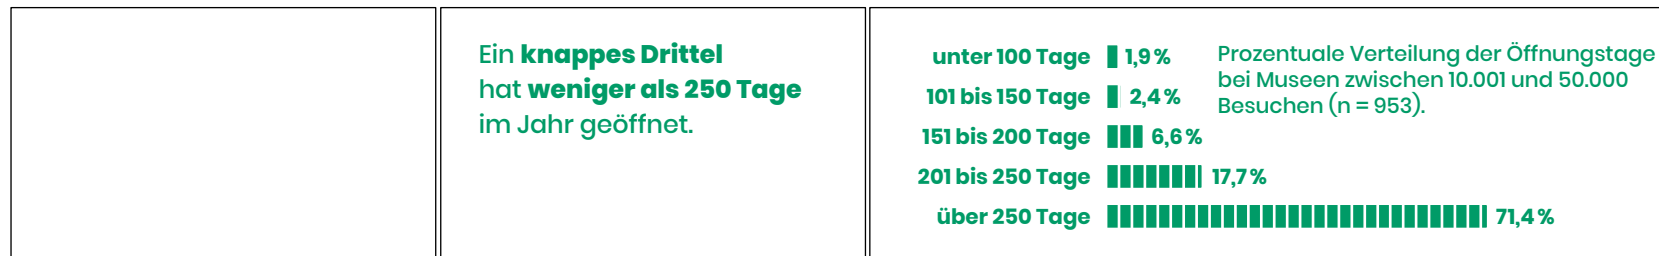 Ein knappes Drittel
hat weniger als 250 Tage
im Jahr geöffnet.
unter 100 Tage 1,9 %
101 bis 150 Tage 2,4 %
151 bis 200 Tage 6,6 %
201 bis 250 Tage 17,7 %
über 250 Tage 71,4 %
Prozentuale Verteilung der Öffnungstage
bei Museen zwischen 10.001 und 50.000
Besuchen (n = 953).